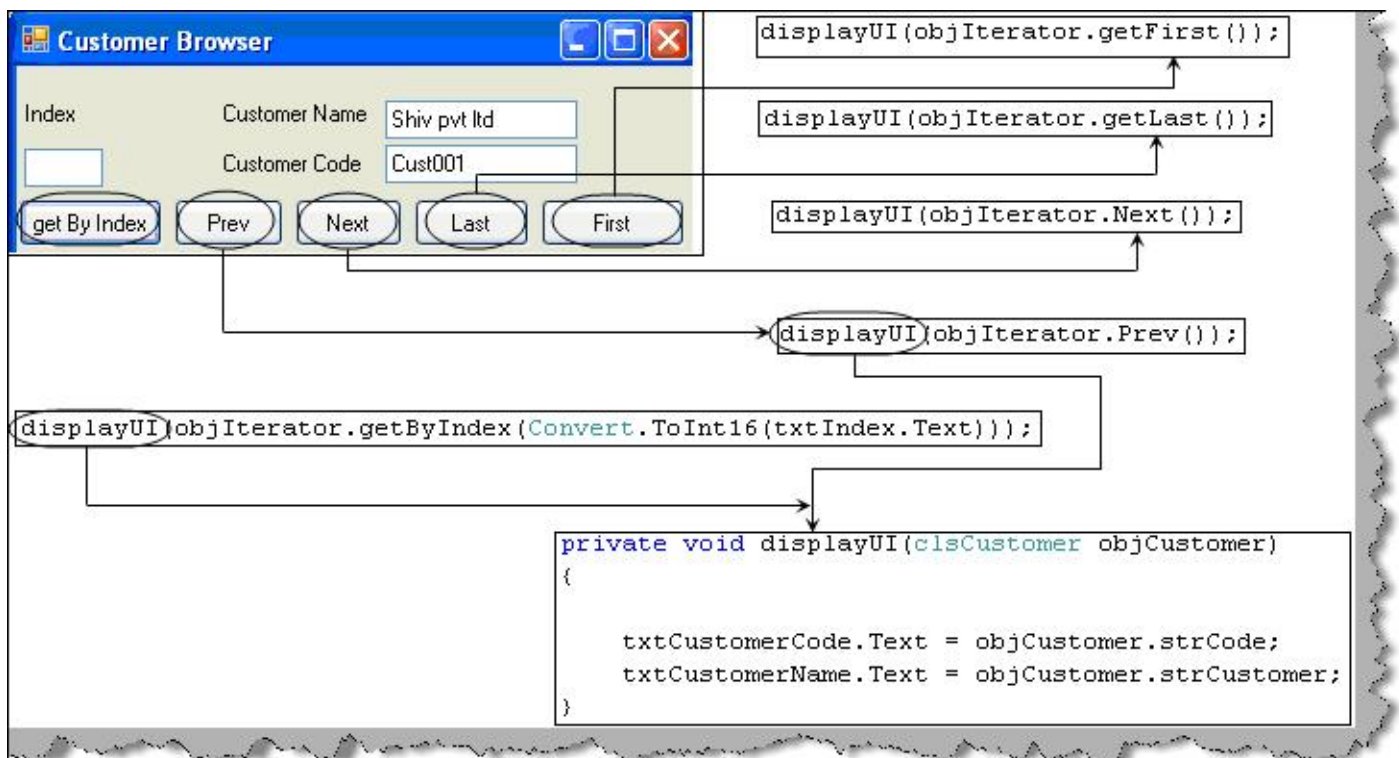 Customer Browser
displayUI(objIterator.getFirst());
Index
Customer Name
Shiv pvt ltd
displayUI(objIterator.getLast());
Customer Code
Cust001
get By Index
Prev
Next
Last
First
displayUI(objIterator.Next());
displayUI(objIterator.Prev());
displayUI(objIterator.getByIndex(Convert.ToInt16(txtIndex.Text)));
private void displayUI(clsCustomer objCustomer)
{
txtCustomerCode.Text = objCustomer.strCode;
txtCustomerName.Text = objCustomer.strCustomer;
}